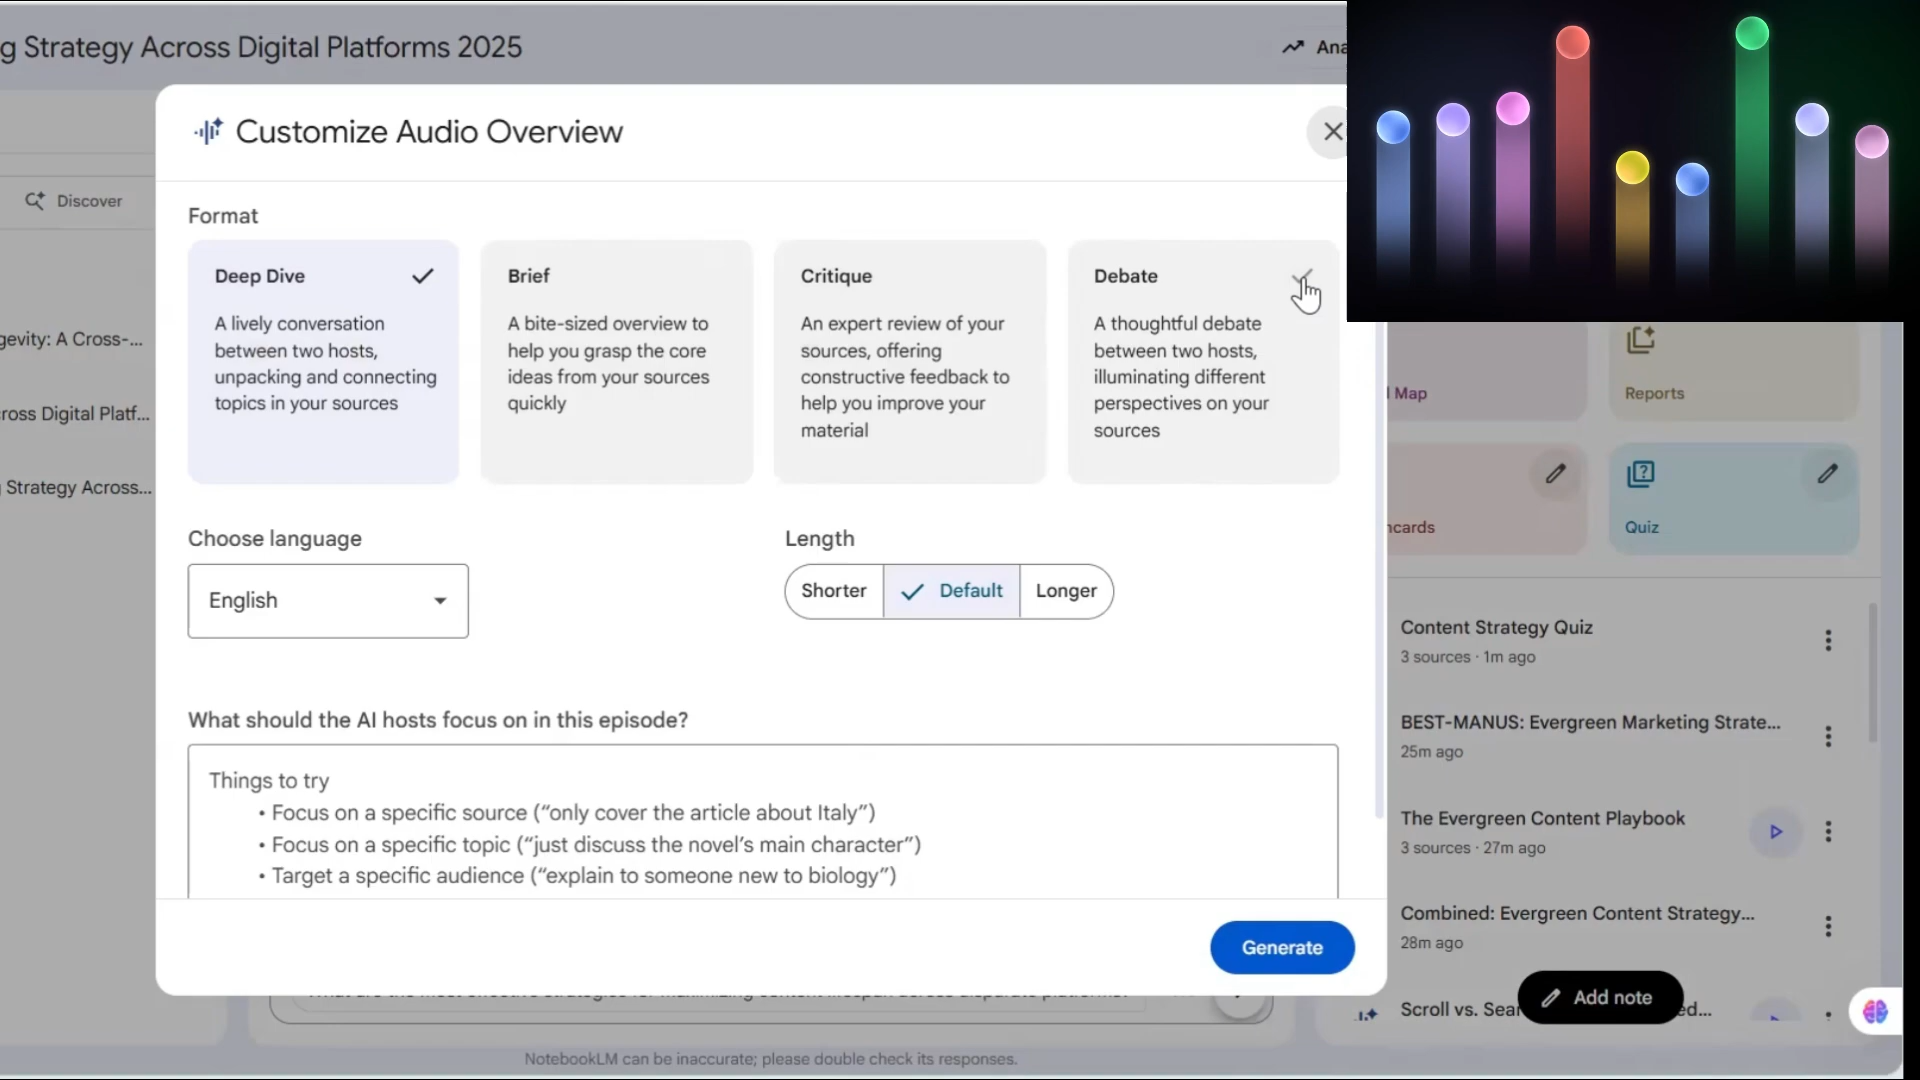 g Strategy Across Digital Platforms 2025
Ana
Customize Audio Overview
Discover
Format
Deep Dive
A lively conversation
between two hosts,
unpacking and connecting
topics in your sources
Brief
A bite-sized overview to
help you grasp the core
ideas from your sources
quickly
Critique
An expert review of your
sources, offering
constructive feedback to
help you improve your
material
Debate
A thoughtful debate
between two hosts,
illuminating different
perspectives on your
sources
gevity: A Cross-...
ross Digital Platf...
Strategy Across...
Map
Reports
cards
Quiz
Choose language
English
Length
Shorter
Default
Longer
What should the AI hosts focus on in this episode?
Things to try
• Focus on a specific source (“only cover the article about Italy”)
• Focus on a specific topic (“just discuss the novel’s main character”)
• Target a specific audience (“explain to someone new to biology”)
Generate
Content Strategy Quiz
3 sources · 1m ago
BEST-MANUS: Evergreen Marketing Strate...
25m ago
The Evergreen Content Playbook
3 sources · 27m ago
Combined: Evergreen Content Strategy...
28m ago
Scroll vs. Sear
ed...
Add note
NotebookLM can be inaccurate; please double check its responses.